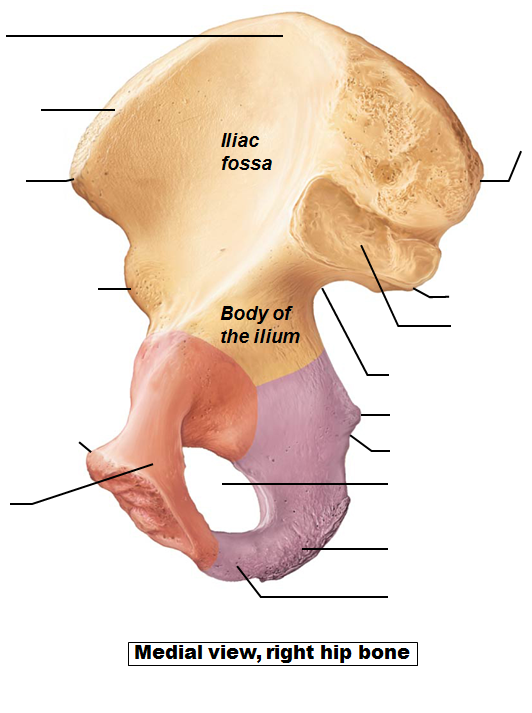 Iliac
fossa
Body of
the ilium
Medial view, right hip bone